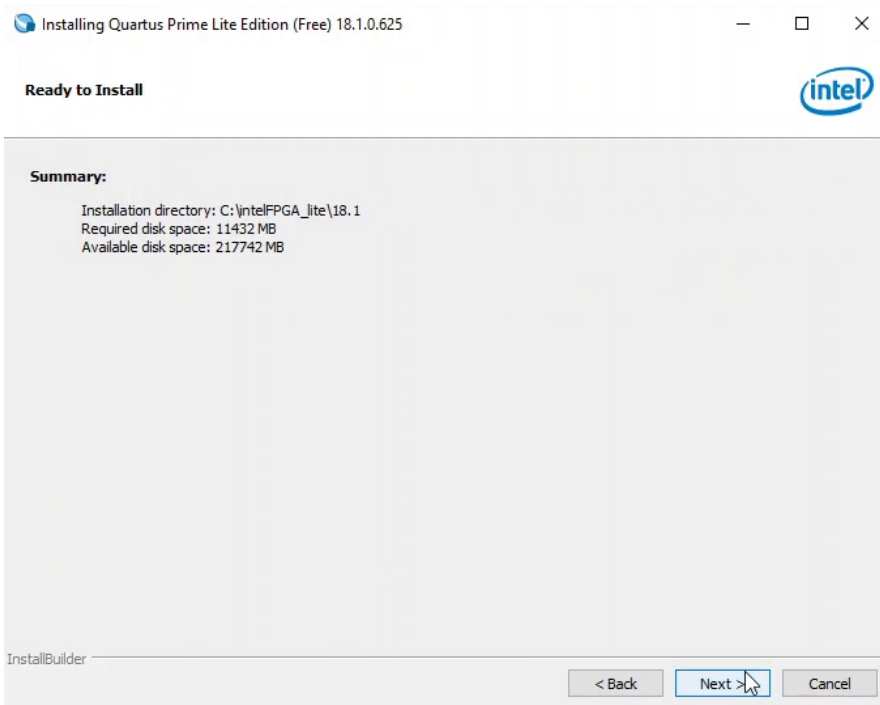 Installing Quartus Prime Lite Edition (Free) 18.1.0.625
Ready to Install
intel
Summary:
Installation directory: C:\intelFPGA_lite\18.1
Required disk space: 11432 MB
Available disk space: 217742 MB
InstallBuilder
< Back
Next >
Cancel